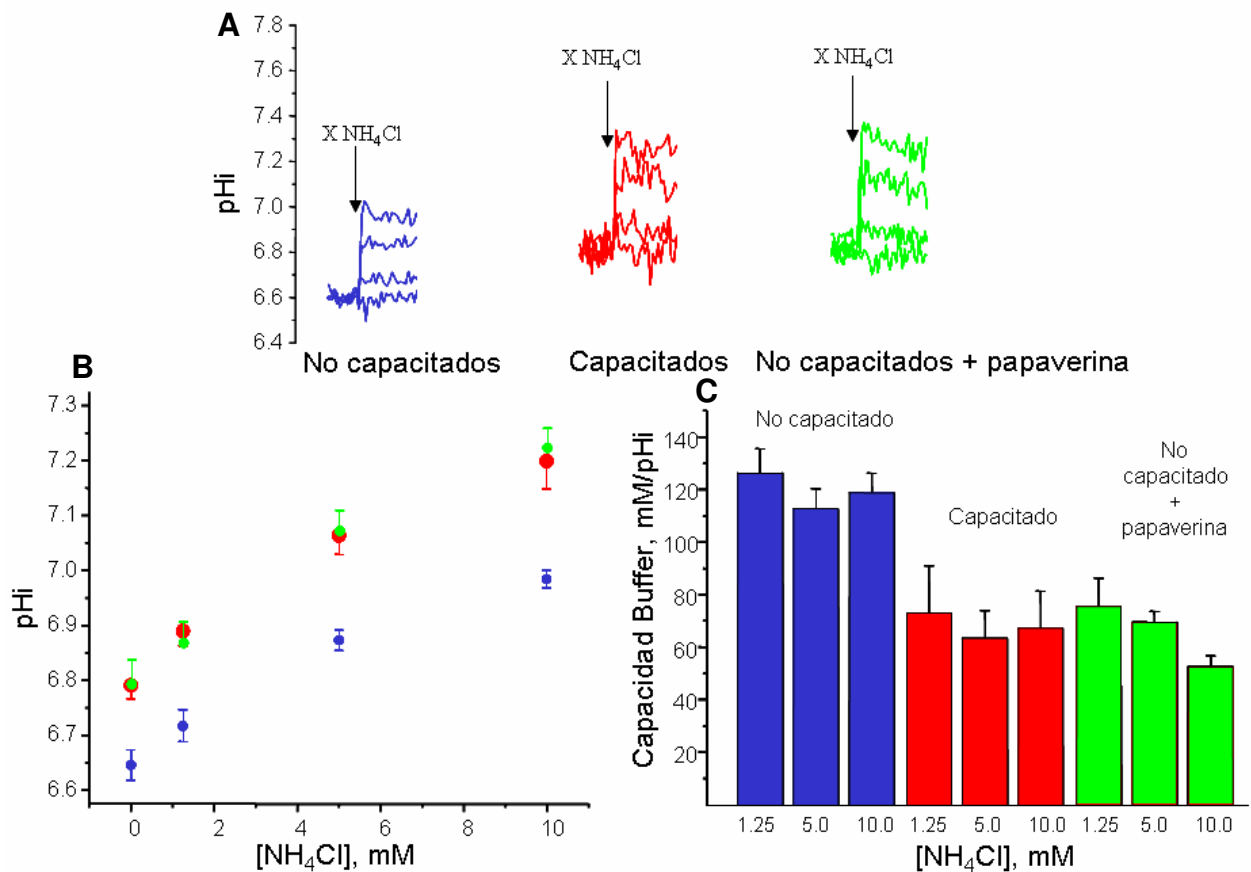 A
7.8
7.6
7.4
7.2
7.0
6.8
6.6
6.4
pHi
X NH₄Cl
X NH₄Cl
X NH₄Cl
No capacitados
Capacitados
No capacitados + papaverina
B
7.3
7.2
7.1
7.0
6.9
6.8
6.7
6.6
pHi
0
2
4
6
8
10
[NH₄Cl], mM
C
140
120
100
80
60
40
20
Capacidad Buffer, mM/pHi
No capacitado
Capacitado
No
capacitado
+
papaverina
1.25
5.0
10.0
1.25
5.0
10.0
1.25
5.0
10.0
[NH₄Cl], mM